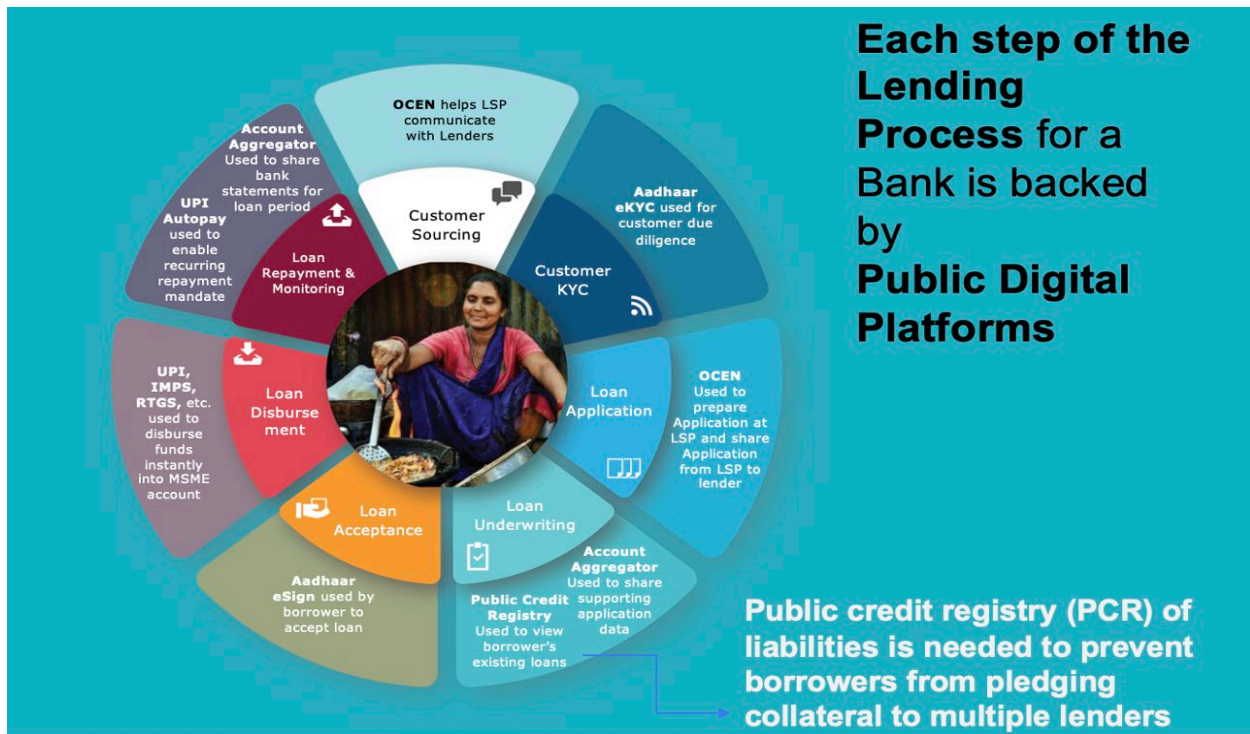 Each step of the
Lending
Process for a
Bank is backed
by
Public Digital
Platforms
OCEN helps LSP
communicate
with Lenders
Customer
Sourcing
Aadhaar
eKYC used for
customer due
diligence
Customer
KYC
OCEN
Used to
prepare
Application at
LSP and share
Application
from LSP to
lender
Loan
Application
Loan
Underwriting
Account
Aggregator
Used to share
supporting
application
data
Public Credit
Registry
Used to view
borrower's
existing loans
Loan
Acceptance
Aadhaar
eSign used by
borrower to
accept loan
Loan
Disburse
ment
UPI,
IMPS,
RTGS, etc.
used to
disburse
funds
instantly
into MSME
account
Loan
Repayment &
Monitoring
Account
Aggregator
Used to share
bank
statements for
loan period
UPI
Autopay
used to
enable
recurring
repayment
mandate
Public credit registry (PCR) of
liabilities is needed to prevent
borrowers from pledging
collateral to multiple lenders